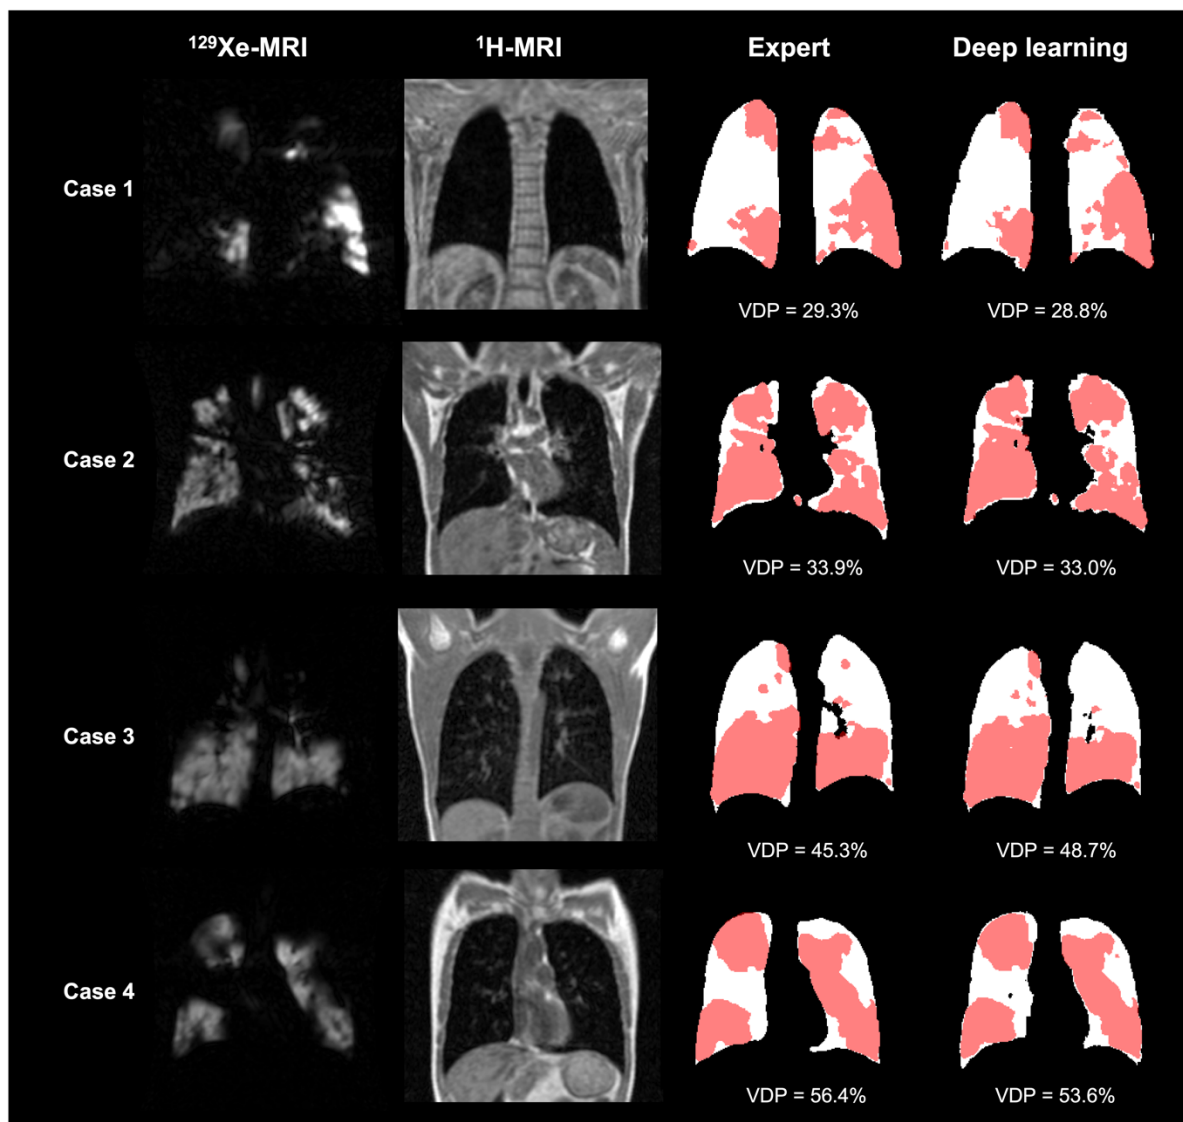 ¹²⁹Xe-MRI ¹H-MRI Expert Deep learning
Case 1
VDP = 29.3% VDP = 28.8%
Case 2
VDP = 33.9% VDP = 33.0%
Case 3
VDP = 45.3% VDP = 48.7%
Case 4
VDP = 56.4% VDP = 53.6%